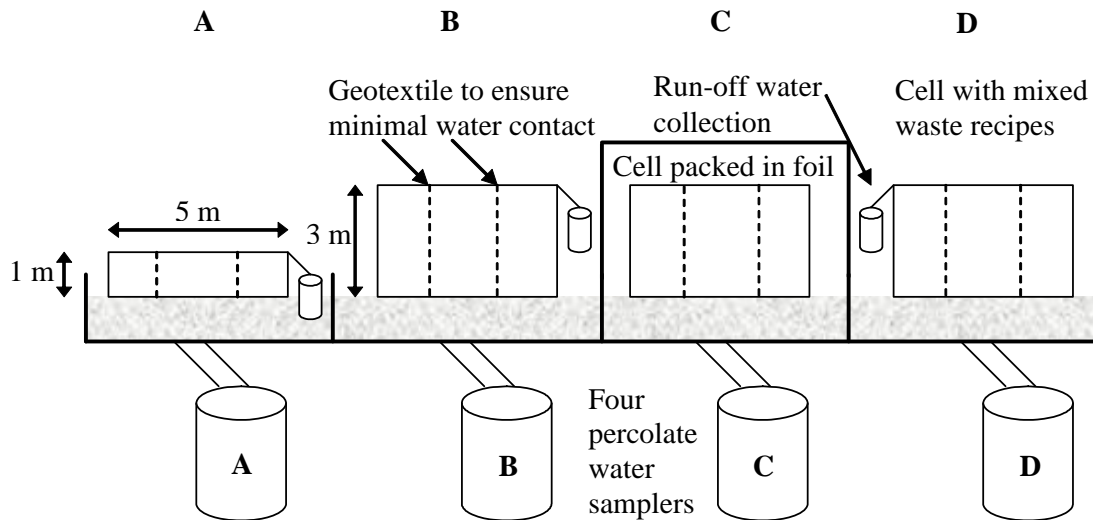 A
B
C
D
Geotextile to ensure
minimal water contact
Run-off water
collection
Cell with mixed
waste recipes
Cell packed in foil
5 m
3 m
1 m
Four
percolate
water
samplers
A
B
C
D